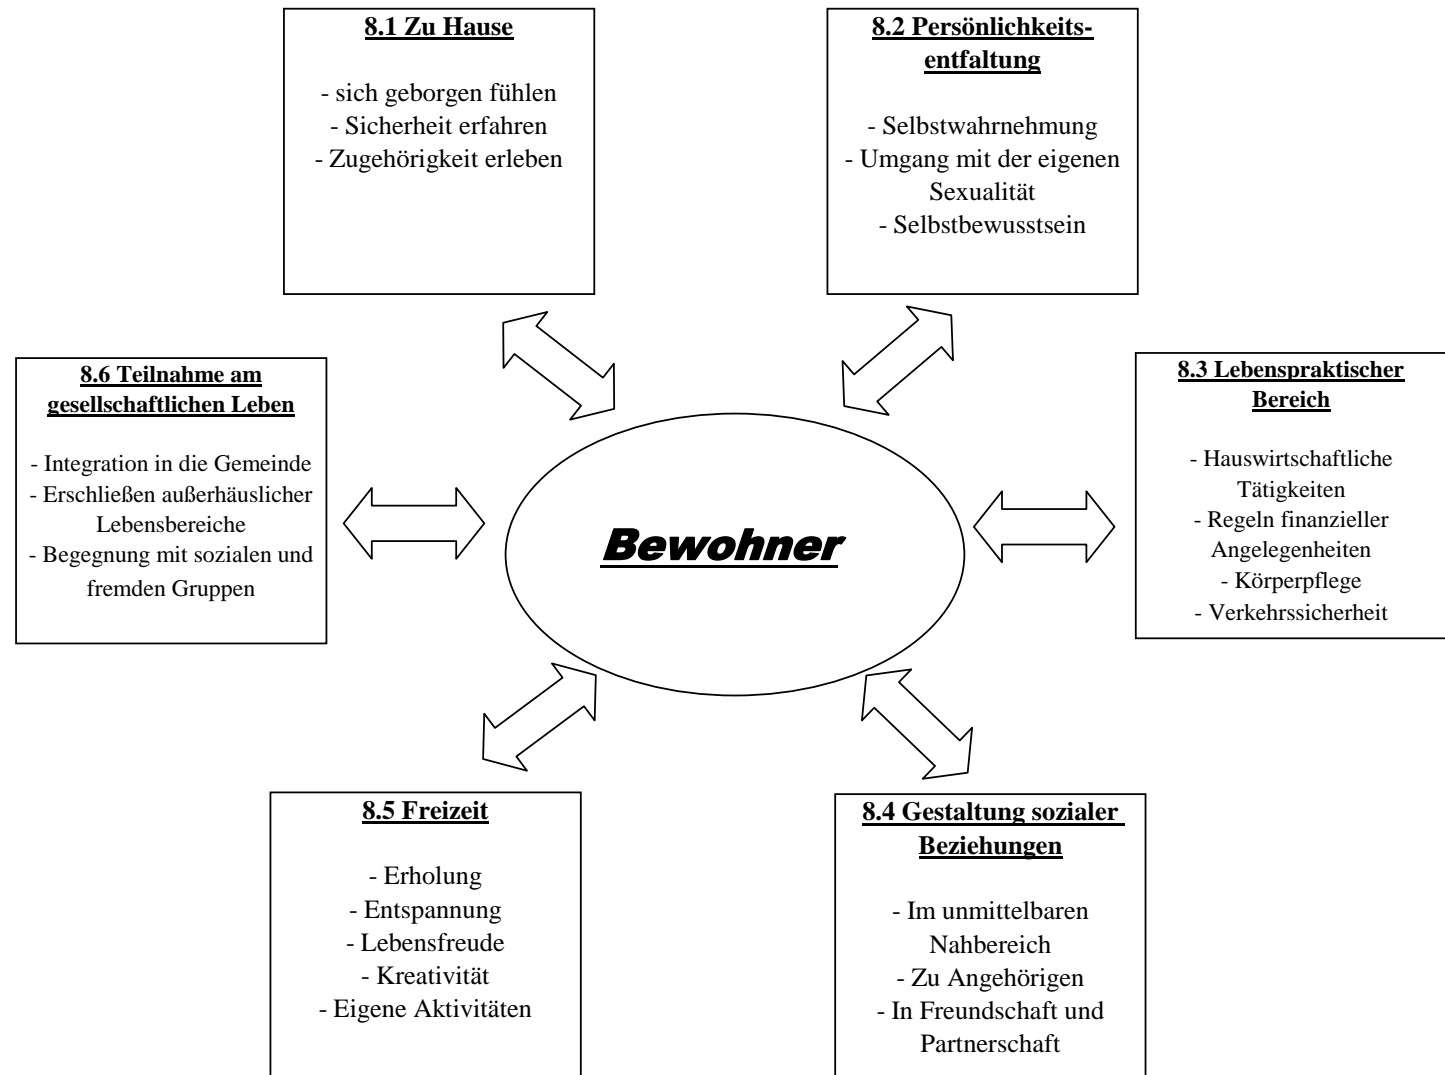 8.1 Zu Hause
- sich geborgen fühlen
- Sicherheit erfahren
- Zugehörigkeit erleben
8.2 Persönlichkeits-
entfaltung
- Selbstwahrnehmung
- Umgang mit der eigenen
Sexualität
- Selbstbewusstsein
8.6 Teilnahme am
gesellschaftlichen Leben
- Integration in die Gemeinde
- Erschließen außerhäuslicher
Lebensbereiche
- Begegnung mit sozialen und
fremden Gruppen
Bewohner
8.3 Lebenspraktischer
Bereich
- Hauswirtschaftliche
Tätigkeiten
- Regeln finanzieller
Angelegenheiten
- Körperpflege
- Verkehrssicherheit
8.5 Freizeit
- Erholung
- Entspannung
- Lebensfreude
- Kreativität
- Eigene Aktivitäten
8.4 Gestaltung sozialer
Beziehungen
- Im unmittelbaren
Nahbereich
- Zu Angehörigen
- In Freundschaft und
Partnerschaft